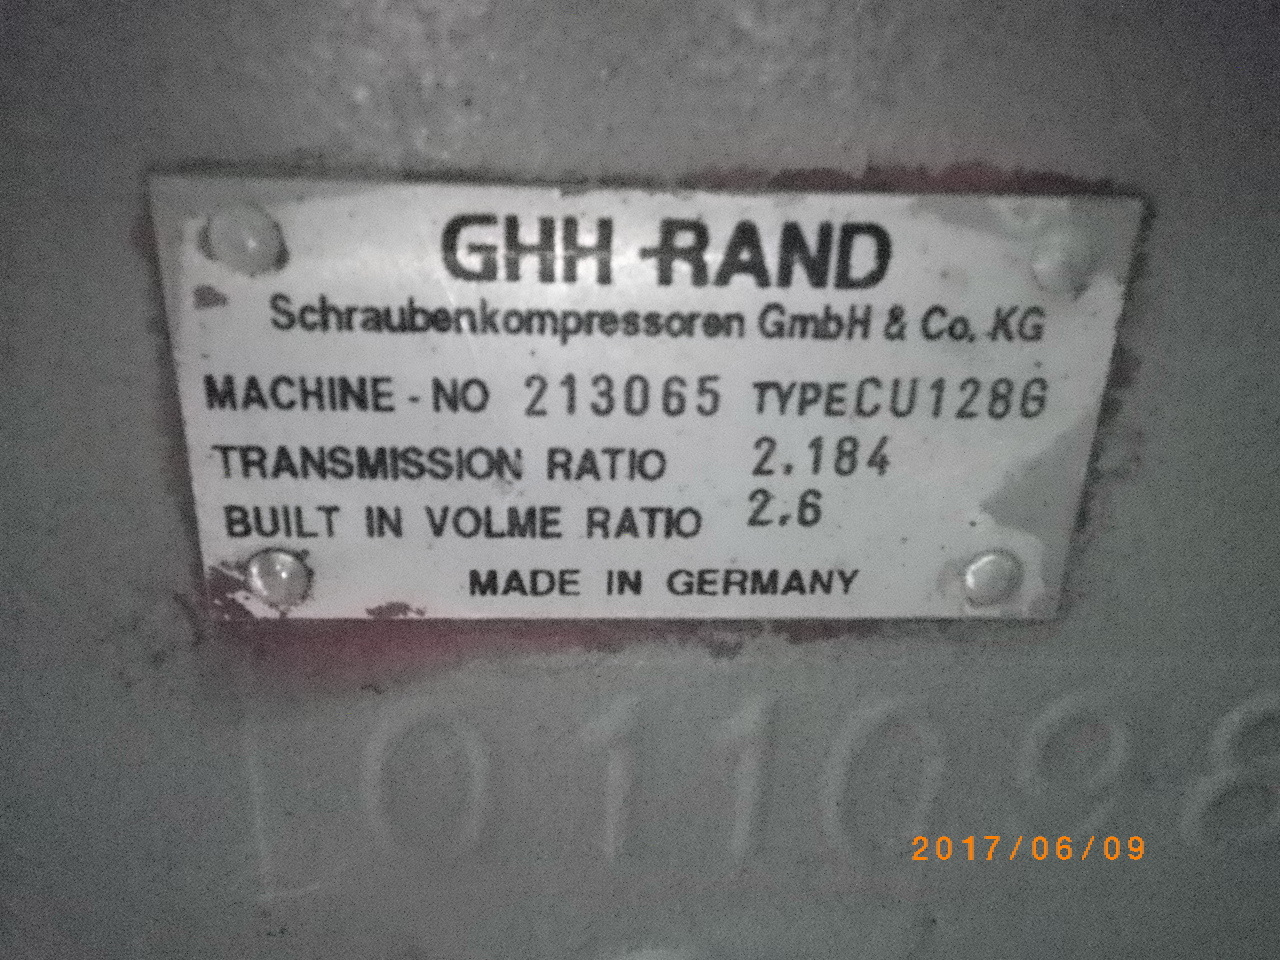 GHH-RAND
Schraubenkompressoren GmbH & Co. KG
MACHINE - NO 213065 TYPE CU128G
TRANSMISSION RATIO 2.184
BUILT IN VOLME RATIO 2.6
MADE IN GERMANY
2017/06/09